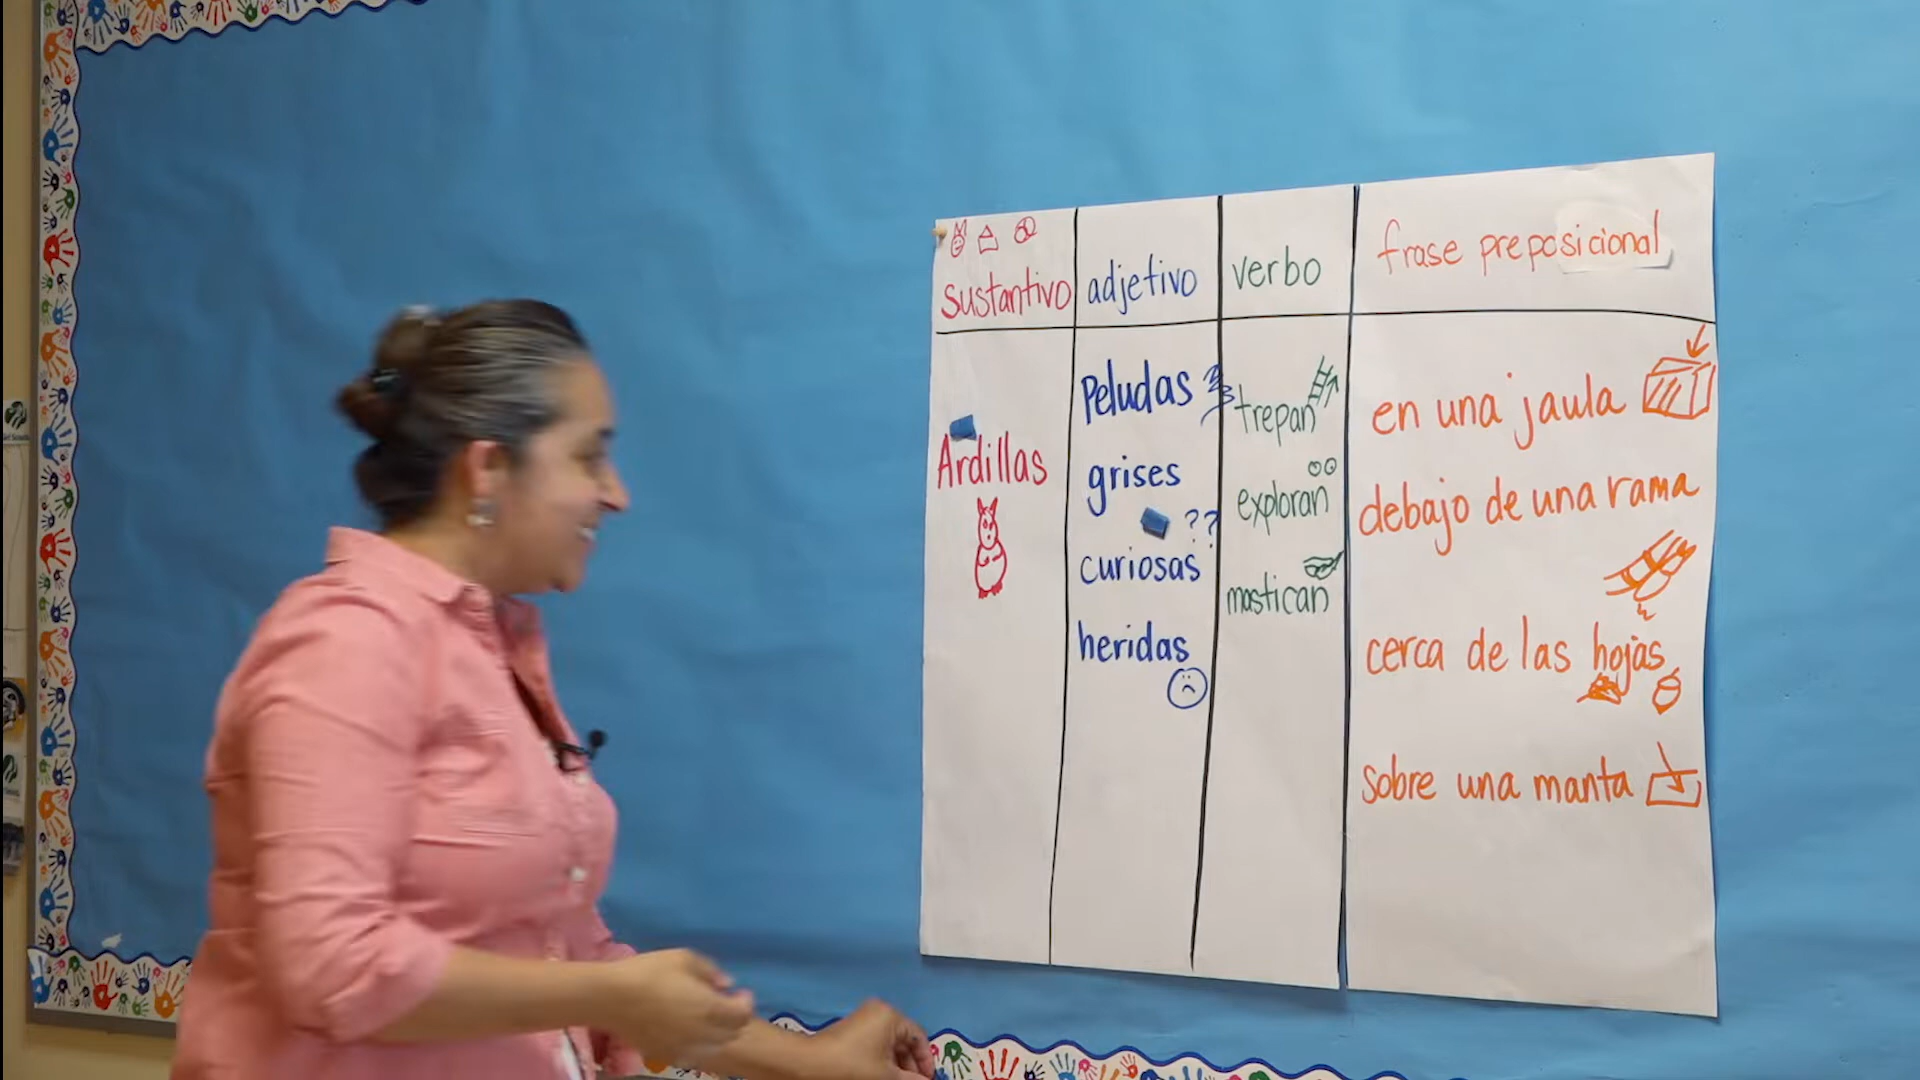 sustantivo
adjetivo
verbo
frase preposicional
Ardillas
Peludas
grises
??
curiosas
heridas
trepan
exploran
mastican
en una jaula
debajo de una rama
cerca de las hojas
sobre una manta